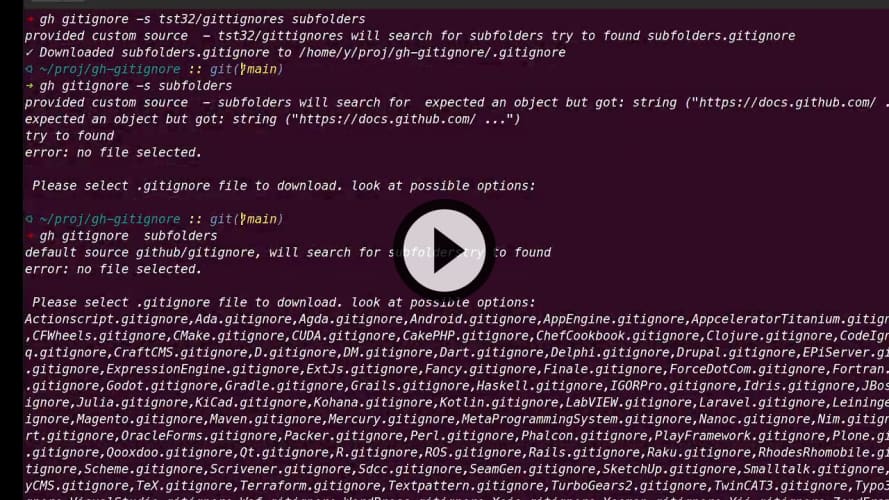 ➜ gh gitignore -s tst32/gittignores subfolders
provided custom source  - tst32/gittignores will search for subfolders try to found subfolders.gitignore
✓ Downloaded subfolders.gitignore to /home/y/proj/gh-gitignore/.gitignore
~/proj/gh-gitignore :: git(main)
➜ gh gitignore -s subfolders
provided custom source  - subfolders will search for  expected an object but got: string ("https://docs.github.com/ .
expected an object but got: string ("https://docs.github.com/ ...")
try to found
error: no file selected.
Please select .gitignore file to download. look at possible options:
~/proj/gh-gitignore :: git(main)
➜ gh gitignore  subfolders
default source github/gitignore, will search for subfolders try to found
error: no file selected.
Please select .gitignore file to download. look at possible options:
Actionscript.gitignore,Ada.gitignore,Agda.gitignore,Android.gitignore,AppEngine.gitignore,AppceleratorTitanium.gitign
,CFWheels.gitignore,CMake.gitignore,CUDA.gitignore,CakePHP.gitignore,ChefCookbook.gitignore,Clojure.gitignore,CodeIgn
q.gitignore,CraftCMS.gitignore,D.gitignore,DM.gitignore,Dart.gitignore,Delphi.gitignore,Drupal.gitignore,EPiServer.gi
.gitignore,ExpressionEngine.gitignore,ExtJs.gitignore,Fancy.gitignore,Finale.gitignore,ForceDotCom.gitignore,Fortran.
.gitignore,Godot.gitignore,Gradle.gitignore,Grails.gitignore,Haskell.gitignore,IGORPro.gitignore,Idris.gitignore,JBos
ignore,Julia.gitignore,KiCad.gitignore,Kohana.gitignore,Kotlin.gitignore,LabVIEW.gitignore,Laravel.gitignore,Leininge
ignore,Magento.gitignore,Maven.gitignore,Mercury.gitignore,MetaProgrammingSystem.gitignore,Nanoc.gitignore,Nim.gitign
rt.gitignore,OracleForms.gitignore,Packer.gitignore,Perl.gitignore,Phalcon.gitignore,PlayFramework.gitignore,Plone.gi
.gitignore,Qooxdoo.gitignore,Qt.gitignore,R.gitignore,ROS.gitignore,Rails.gitignore,Raku.gitignore,RhodesRhomobile.gi
tignore,Scheme.gitignore,Scrivener.gitignore,Sdcc.gitignore,SeamGen.gitignore,SketchUp.gitignore,Smalltalk.gitignore,
yCMS.gitignore,TeX.gitignore,Terraform.gitignore,Textpattern.gitignore,TurboGears2.gitignore,TwinCAT3.gitignore,Typo